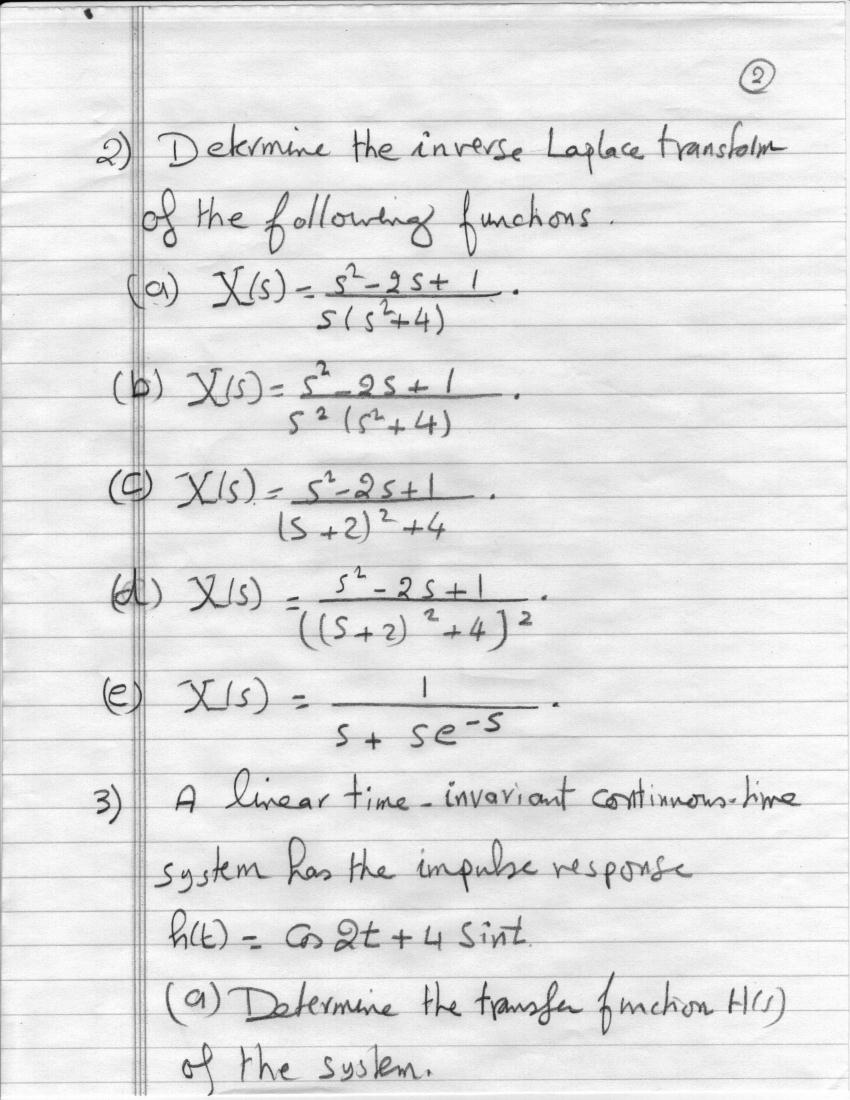 2
2) Determine the inverse Laplace transform
of the following functions.
(a) X(s) = s²-2s+1 / s(s²+4) .
(b) X(s) = s²-2s+1 / s²(s²+4) .
(c) X(s) = s²-2s+1 / (s+2)²+4 .
(d) X(s) = s²-2s+1 / ((s+2)²+4)² .
(e) X(s) = 1 / s + se⁻ˢ .
3) A linear time-invariant continuous-time
system has the impulse response
h(t) = Cos 2t + 4 Sint.
(a) Determine the transfer function H(s)
of the system.